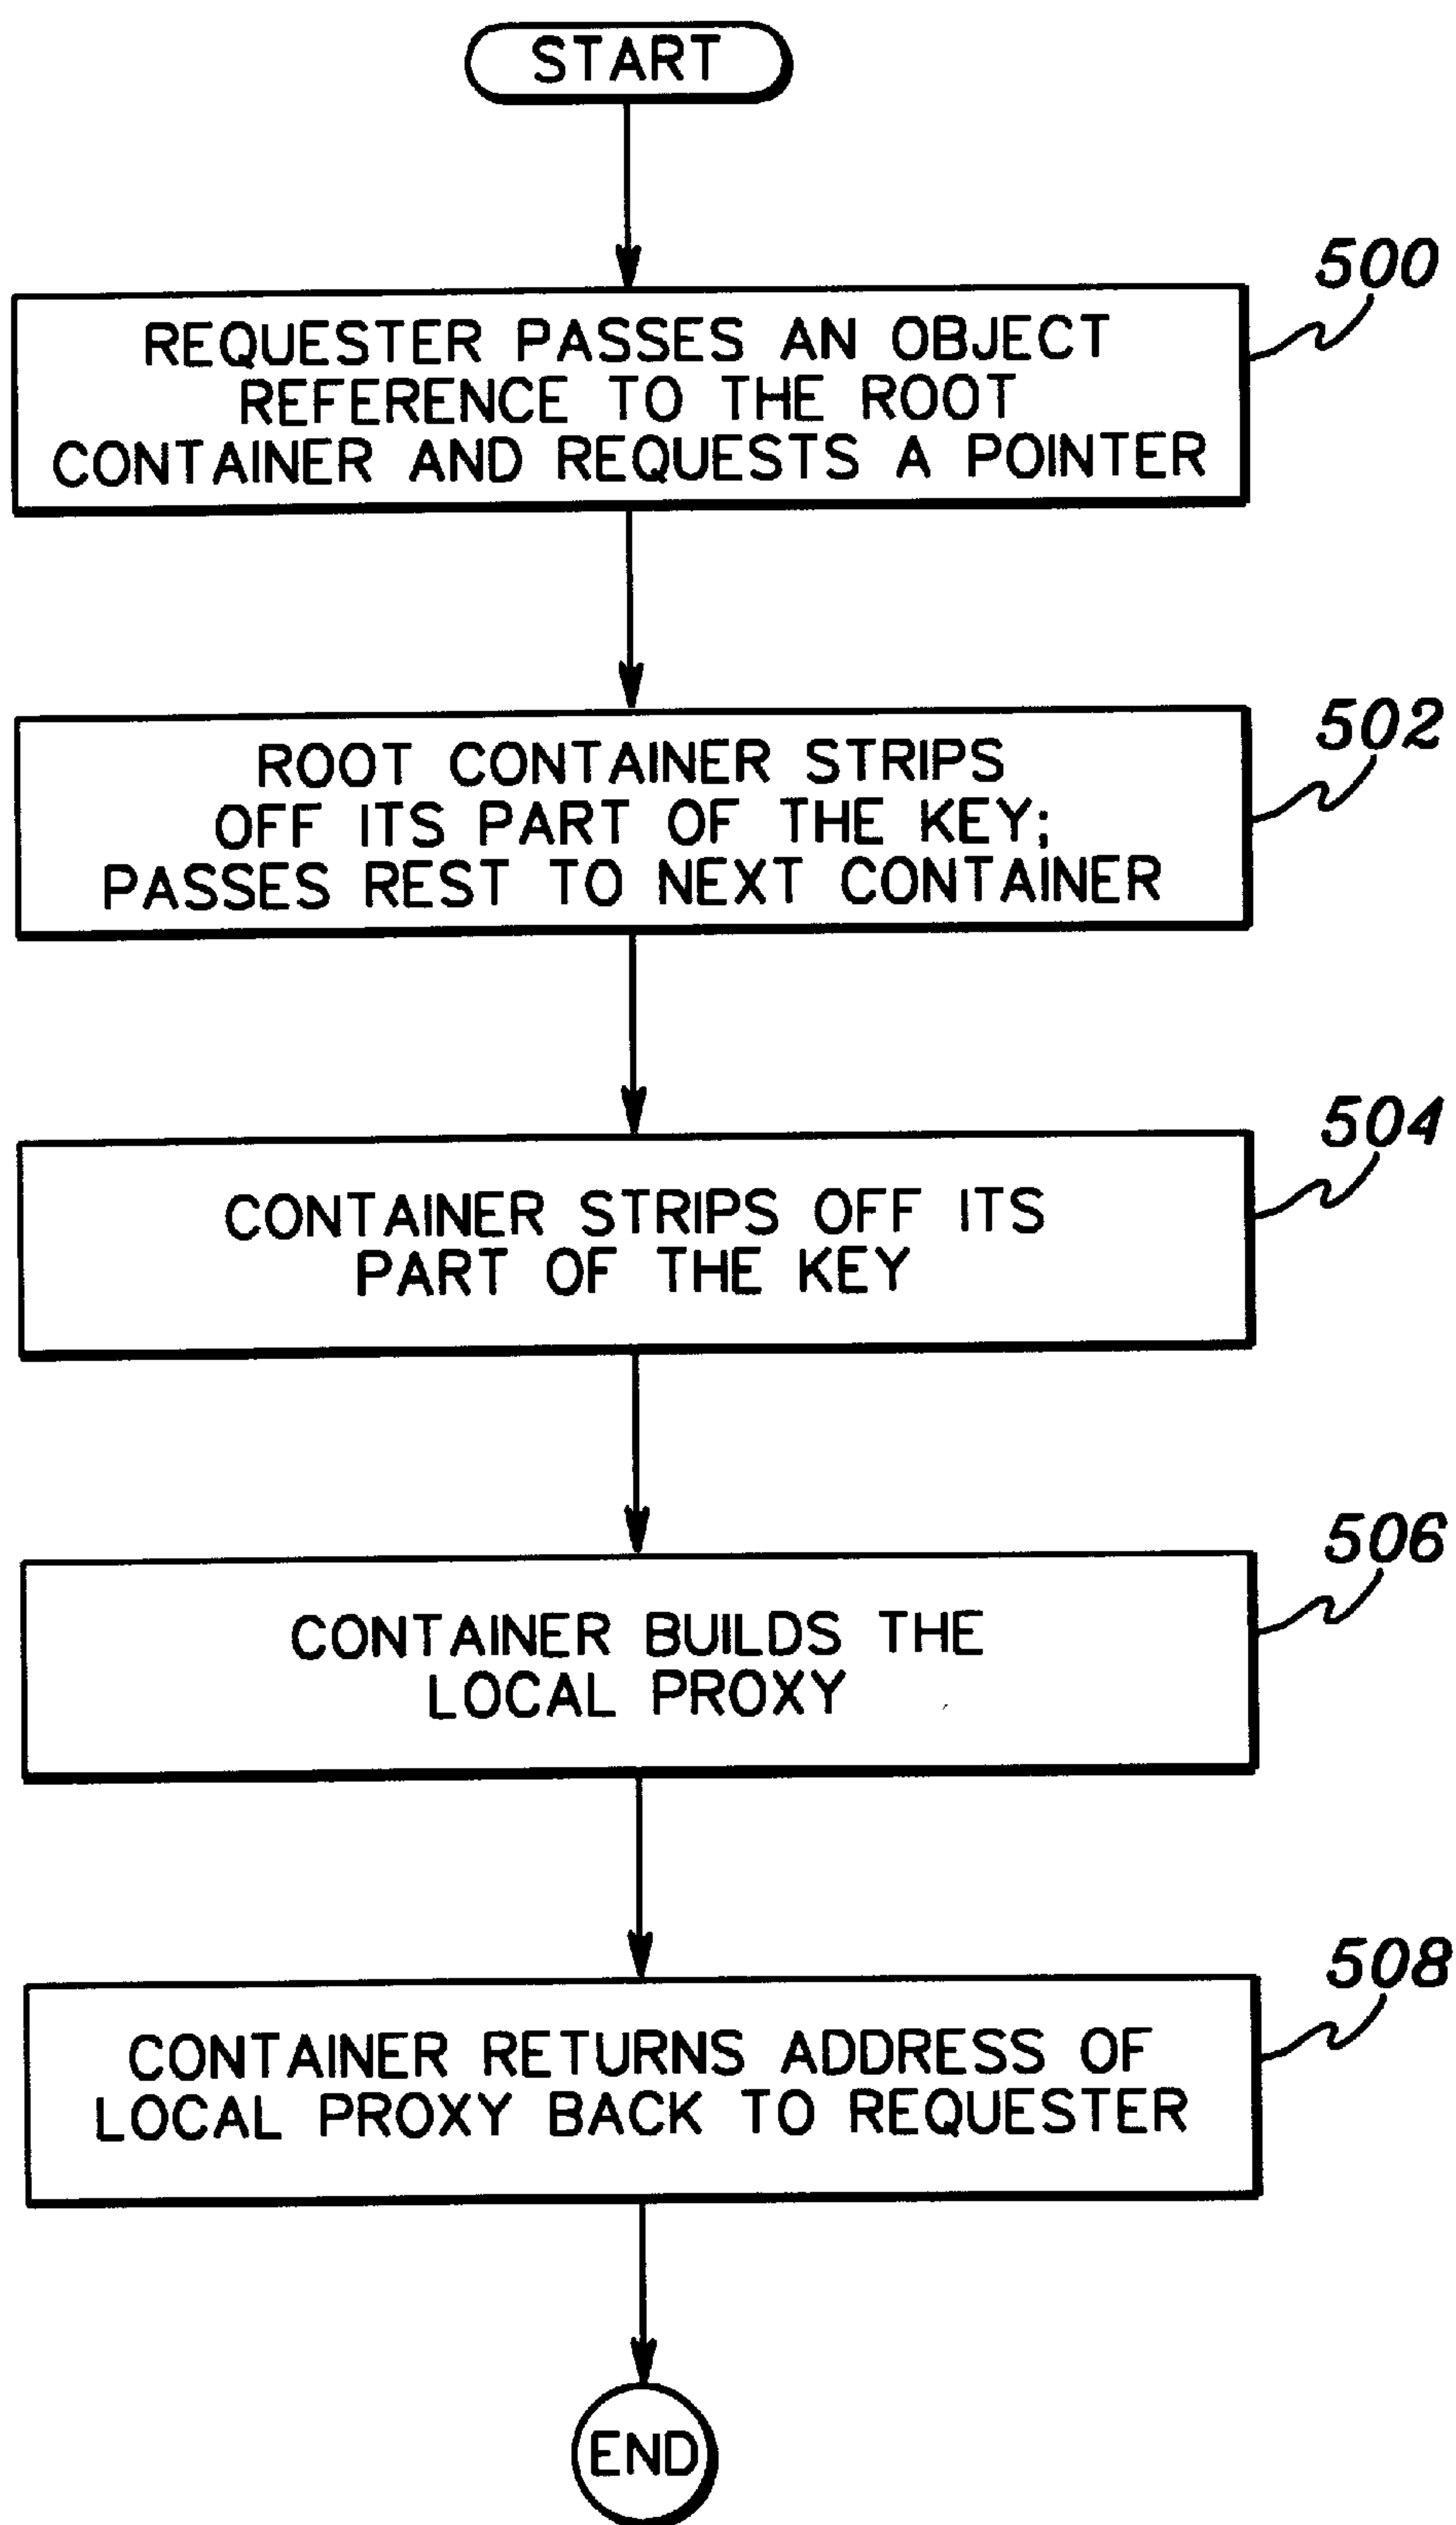 START
500
REQUESTER PASSES AN OBJECT
REFERENCE TO THE ROOT
CONTAINER AND REQUESTS A POINTER
502
ROOT CONTAINER STRIPS
OFF ITS PART OF THE KEY;
PASSES REST TO NEXT CONTAINER
504
CONTAINER STRIPS OFF ITS
PART OF THE KEY
506
CONTAINER BUILDS THE
LOCAL PROXY
508
CONTAINER RETURNS ADDRESS OF
LOCAL PROXY BACK TO REQUESTER
END